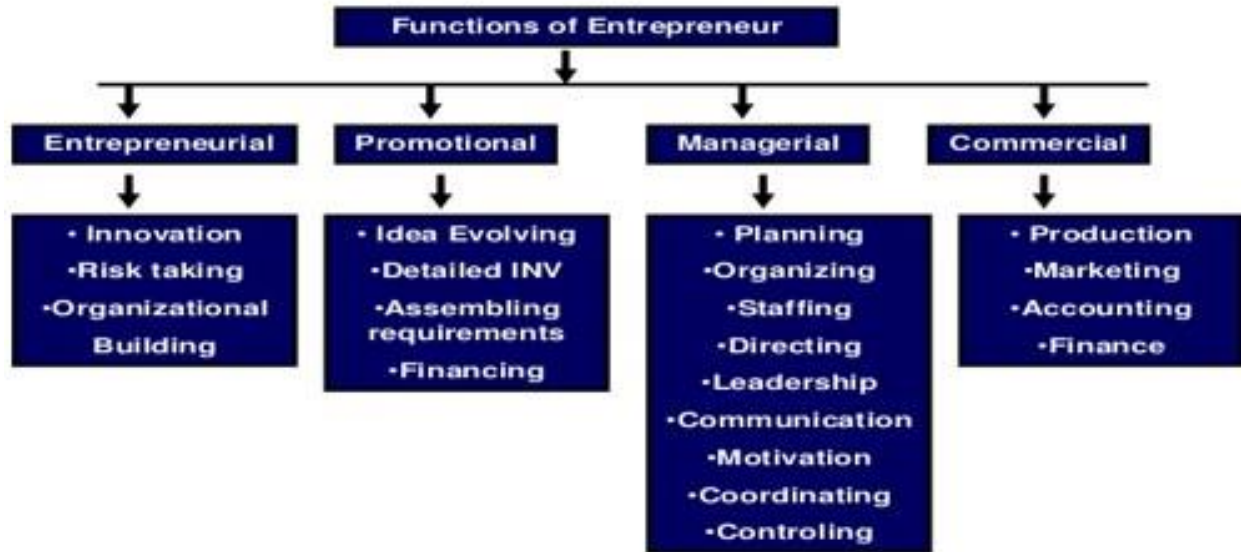 Functions of Entrepreneur
Entrepreneurial
Promotional
Managerial
Commercial
• Innovation
•Risk taking
•Organizational
Building
• Idea Evolving
•Detailed INV
•Assembling
requirements
•Financing
• Planning
•Organizing
•Staffing
•Directing
•Leadership
•Communication
•Motivation
•Coordinating
•Controling
• Production
•Marketing
•Accounting
•Finance